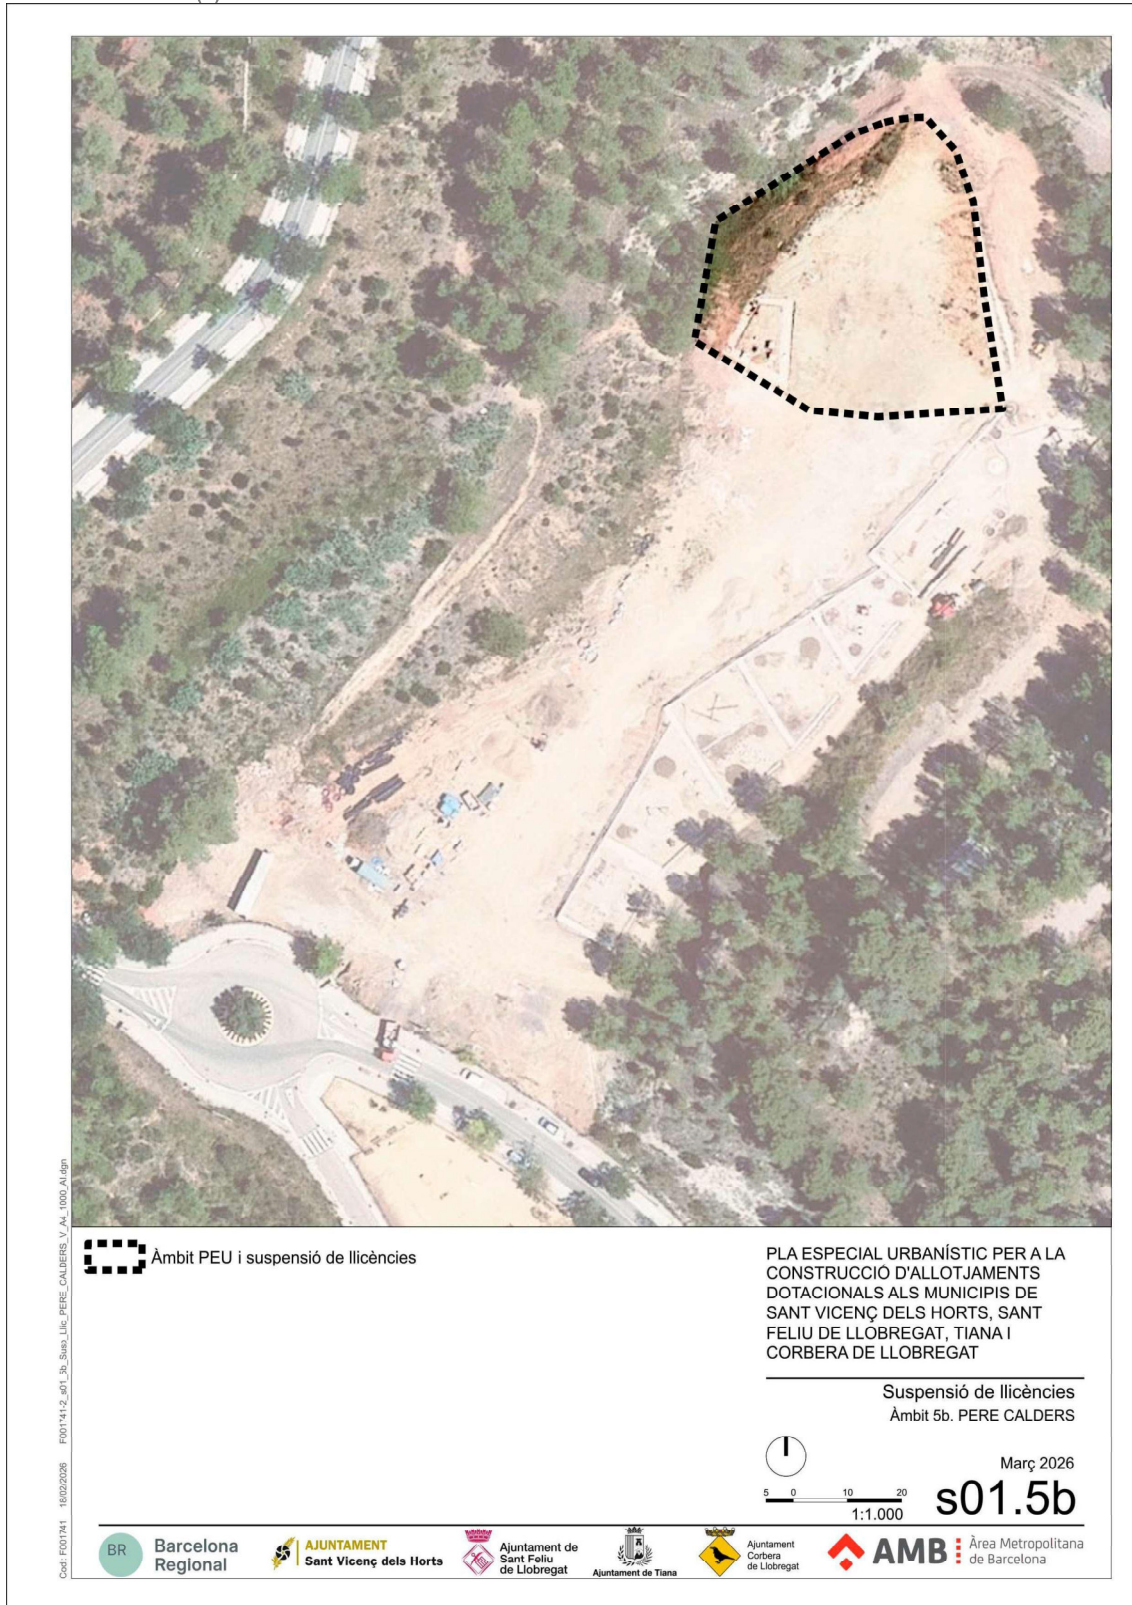 Àmbit PEU i suspensió de llicències
PLA ESPECIAL URBANÍSTIC PER A LA
CONSTRUCCIÓ D'ALLOTJAMENTS
DOTACIONALS ALS MUNICIPIS DE
SANT VICENÇ DELS HORTS, SANT
FELIU DE LLOBREGAT, TIANA I
CORBERA DE LLOBREGAT
Suspensió de llicències
Àmbit 5b. PERE CALDERS
Març 2026
5 0 10 20
1:1.000
s01.5b
Cod: F001741 18/02/2026 F001741-2_s01_5b_Susp_Llic_PERE_CALDERS_V_A4_1000_AI.dgn
BR
Barcelona
Regional
AJUNTAMENT
Sant Vicenç dels Horts
Ajuntament de
Sant Feliu
de Llobregat
Ajuntament de Tiana
Ajuntament
Corbera
de Llobregat
AMB
Àrea Metropolitana
de Barcelona